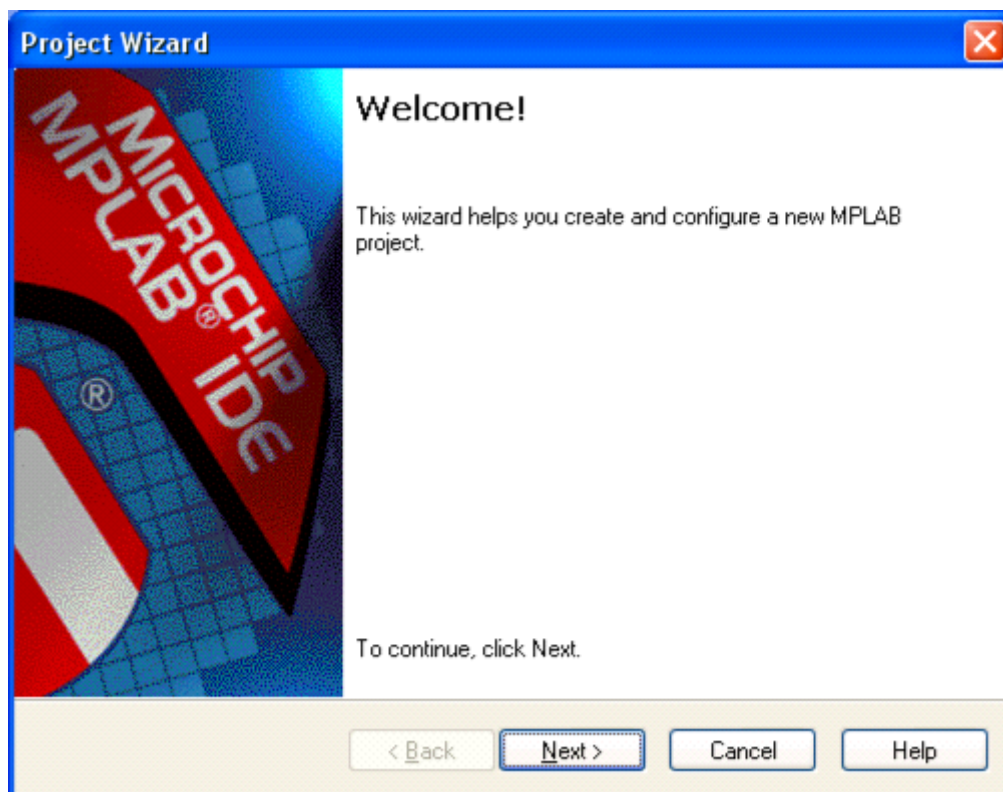 Project Wizard
MICROCHIP
MPLAB® IDE
®
Welcome!
This wizard helps you create and configure a new MPLAB
project.
To continue, click Next.
< Back
Next >
Cancel
Help